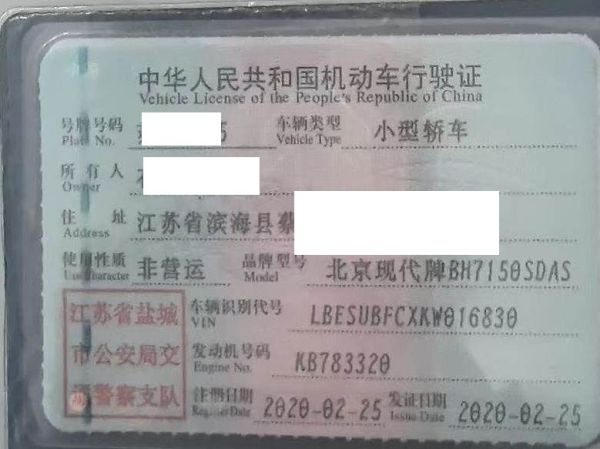 中华人民共和国机动车行驶证
Vehicle License of the People's Republic of China
号牌号码 5 车辆类型 小型轿车
Plate No. Vehicle Type
所有人
Owner
住址 江苏省滨海县蔡
Address
使用性质 非营运 品牌型号 北京现代牌BH7150SDAS
Use Character Model
江苏省盐城 车辆识别代号 LBESUBFCXKW016830
VIN
市公安局交 发动机号码 KB783320
Engine No.
通警察支队 注册日期 2020-02-25 发证日期 2020-02-25
Register Date Issue Date